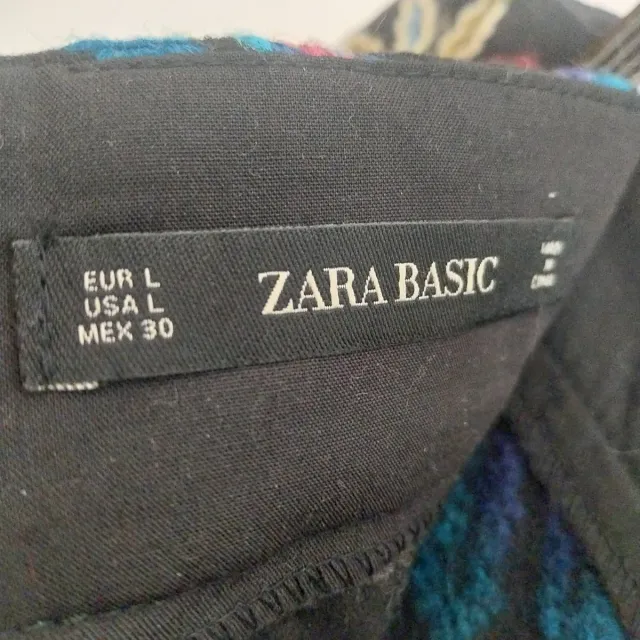 EUR L
USA L
MEX 30
ZARA BASIC